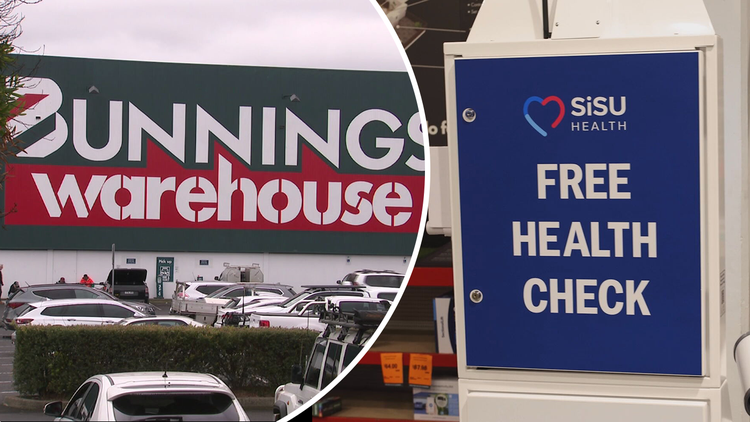 BUNNINGS
warehouse
SiSU
HEALTH
FREE
HEALTH
CHECK